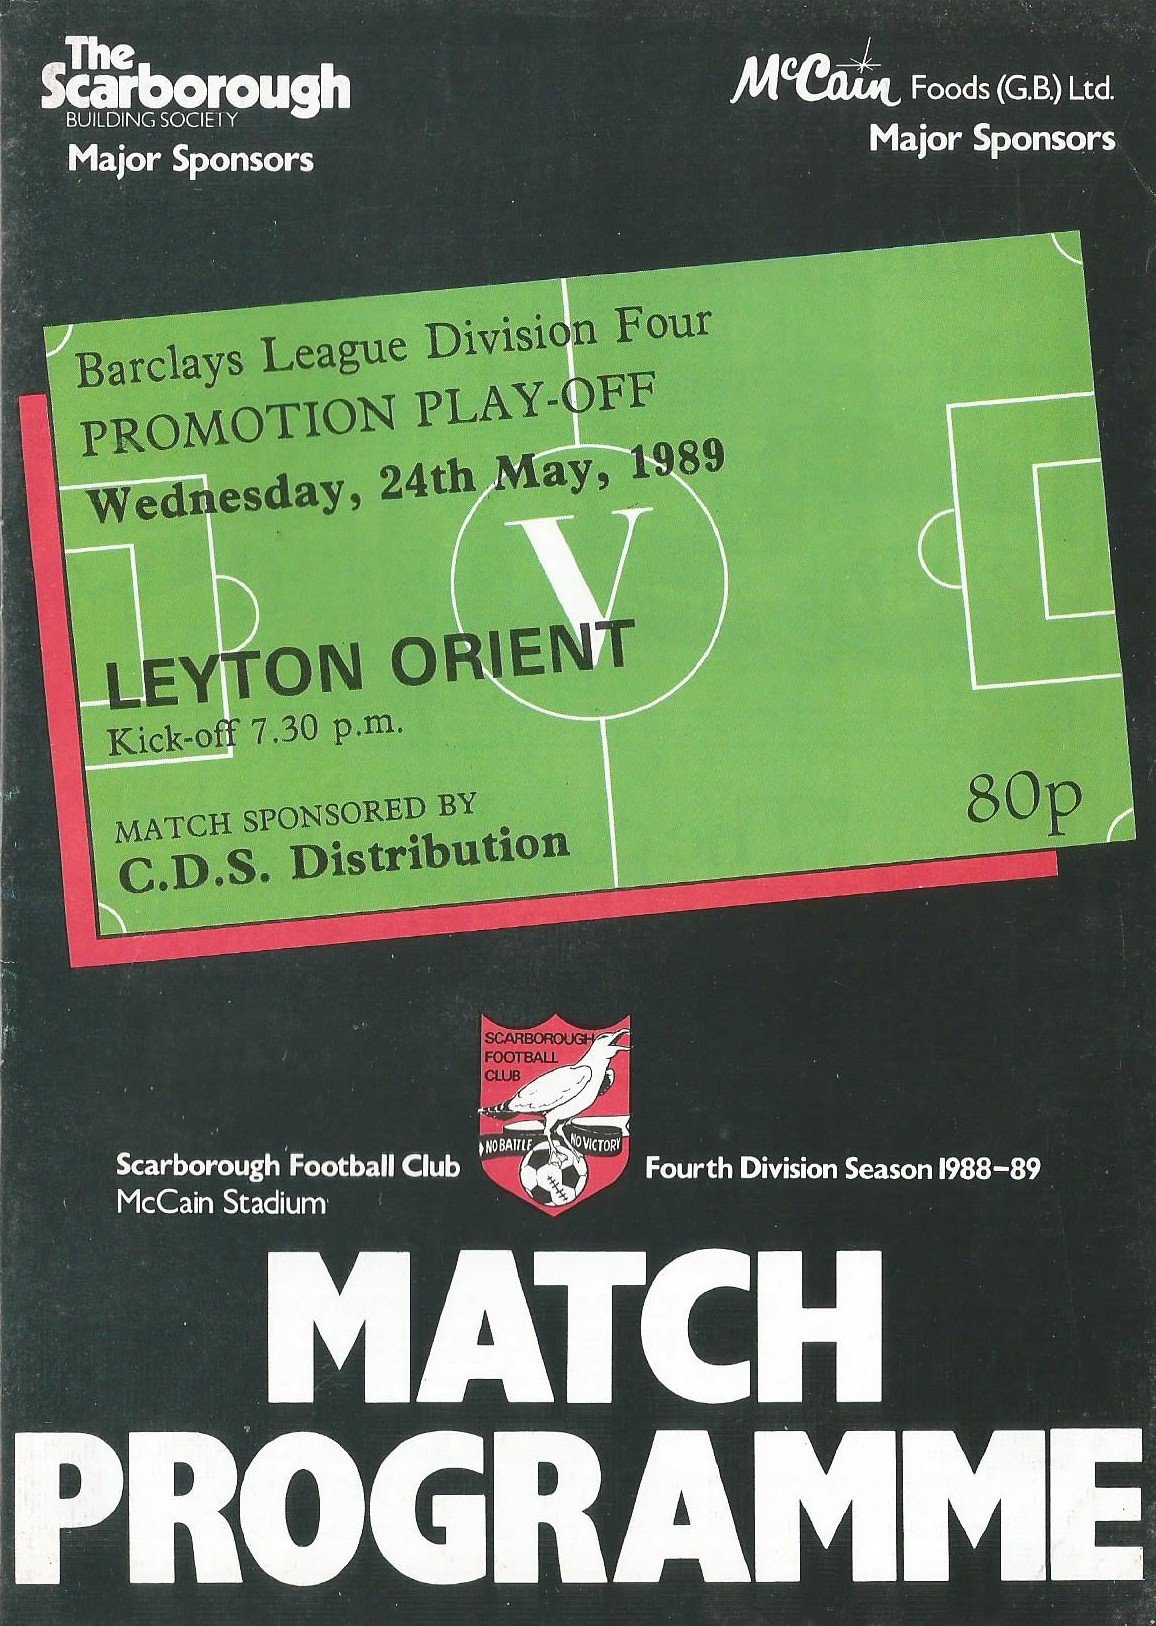 The
Scarborough
BUILDING SOCIETY
Major Sponsors
McCain Foods (G.B.) Ltd.
Major Sponsors
Barclays League Division Four
PROMOTION PLAY-OFF
Wednesday, 24th May, 1989
V
LEYTON ORIENT
Kick-off 7.30 p.m.
80p
MATCH SPONSORED BY
C.D.S. Distribution
SCARBOROUGH
FOOTBALL
CLUB
NO BATTLE NO VICTORY
Scarborough Football Club
McCain Stadium
Fourth Division Season 1988-89
MATCH
PROGRAMME